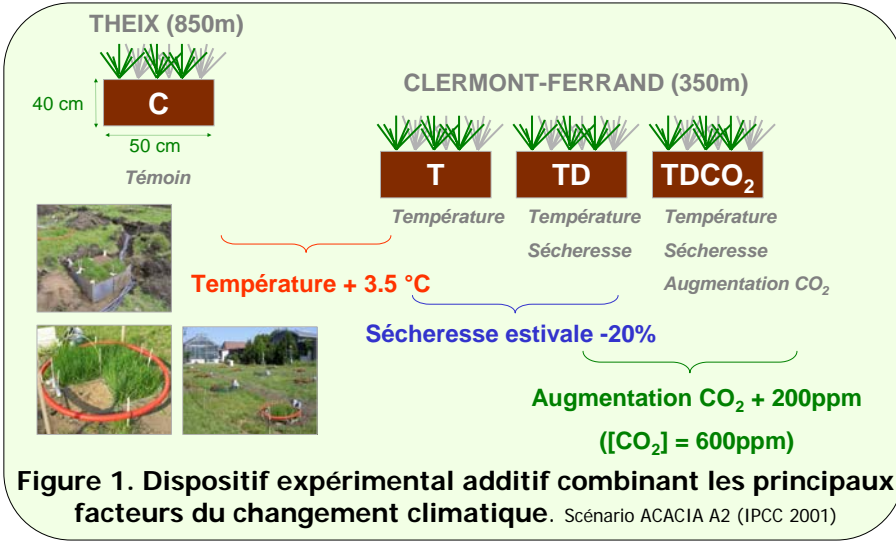 THEIX (850m)
C
40 cm
50 cm
Témoin
CLERMONT-FERRAND (350m)
T
TD
TDCO₂
Température
Température
Sécheresse
Température
Sécheresse
Augmentation CO₂
Température + 3.5 °C
Sécheresse estivale -20%
Augmentation CO₂ + 200ppm
([CO₂] = 600ppm)
Figure 1. Dispositif expérimental additif combinant les principaux
facteurs du changement climatique. Scénario ACACIA A2 (IPCC 2001)